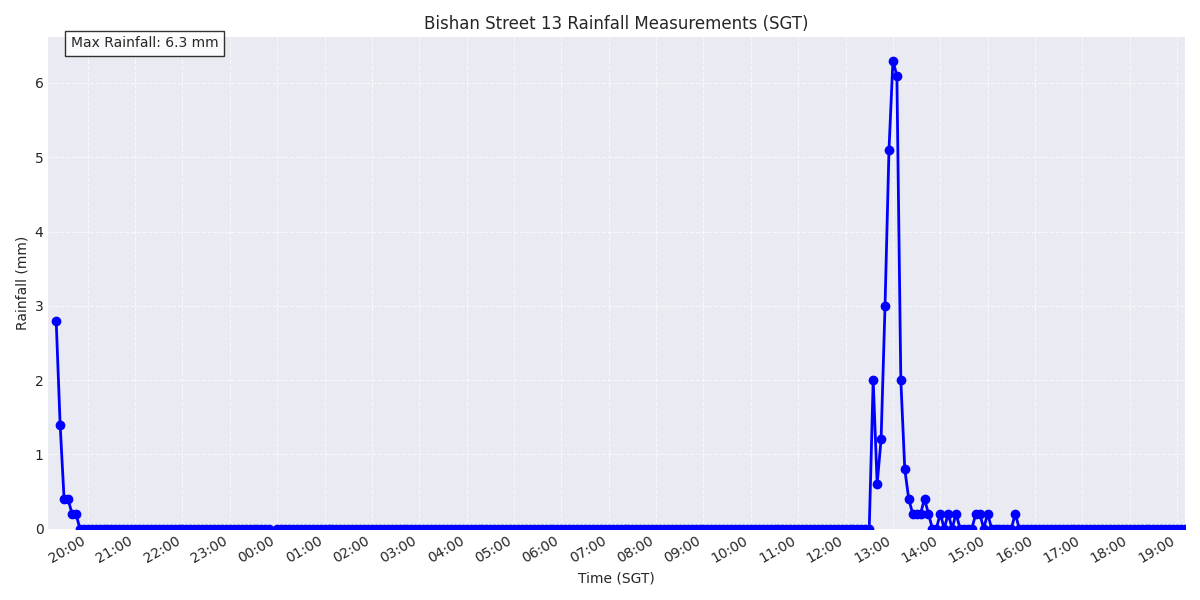 Bishan Street 13 Rainfall Measurements (SGT)
Max Rainfall: 6.3 mm
Rainfall (mm)
6
5
4
3
2
1
0
20:00 21:00 22:00 23:00 00:00 01:00 02:00 03:00 04:00 05:00 06:00 07:00 08:00 09:00 10:00 11:00 12:00 13:00 14:00 15:00 16:00 17:00 18:00 19:00
Time (SGT)